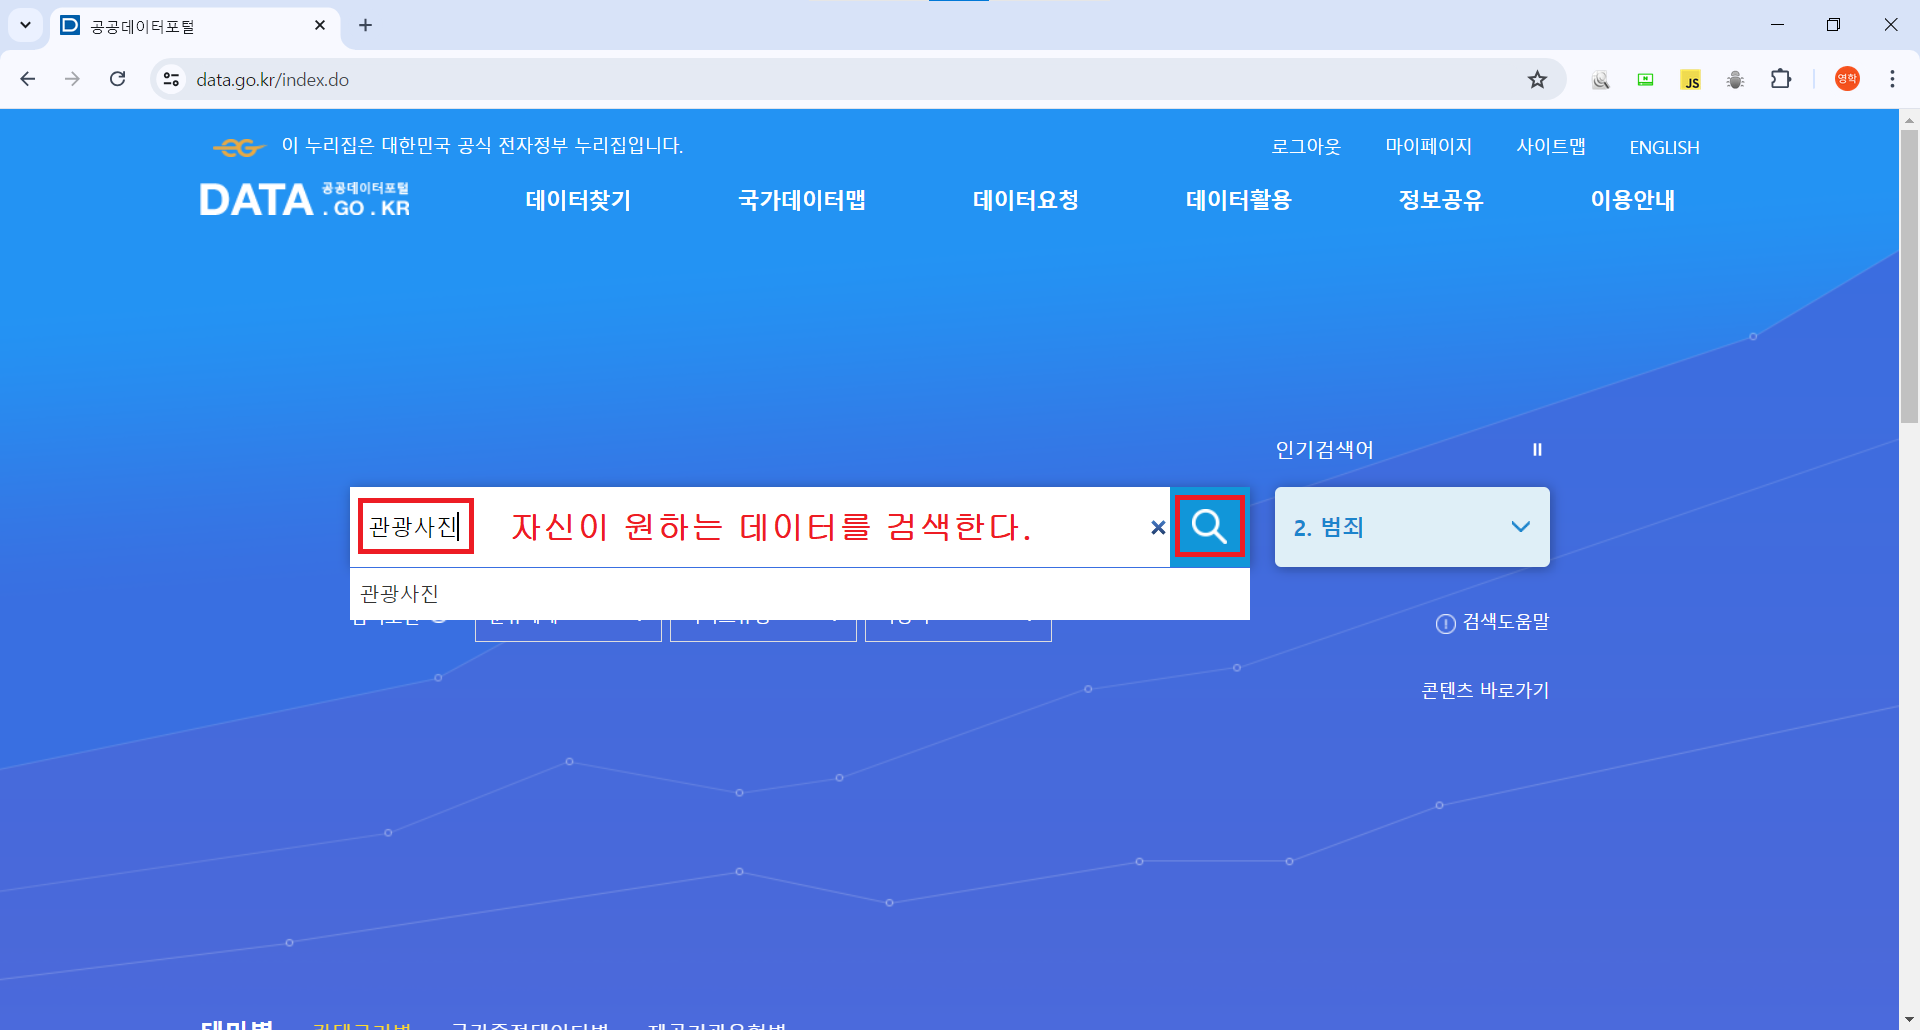 공공데이터포털
data.go.kr/index.do
JS
영학
이 누리집은 대한민국 공식 전자정부 누리집입니다.
로그아웃 마이페이지 사이트맵 ENGLISH
DATA 공공데이터포털
.GO.KR
데이터찾기 국가데이터맵 데이터요청 데이터활용 정보공유 이용안내
인기검색어
관광사진 자신이 원하는 데이터를 검색한다.
2. 범죄
관광사진
검색도움말
콘텐츠 바로가기